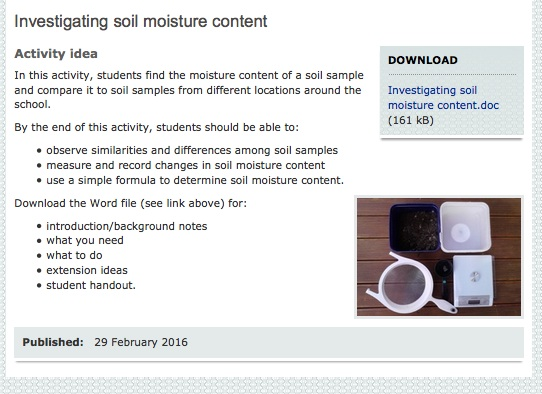 Investigating soil moisture content
Activity idea
In this activity, students find the moisture content of a soil sample
and compare it to soil samples from different locations around the
school.
By the end of this activity, students should be able to:
• observe similarities and differences among soil samples
• measure and record changes in soil moisture content
• use a simple formula to determine soil moisture content.
Download the Word file (see link above) for:
• introduction/background notes
• what you need
• what to do
• extension ideas
• student handout.
DOWNLOAD
Investigating soil
moisture content.doc
(161 kB)
Published: 29 February 2016